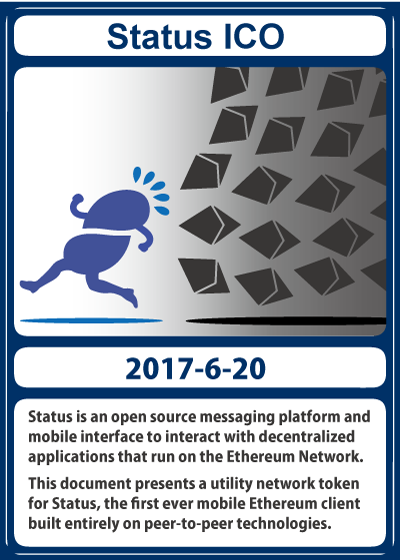 Status ICO
2017-6-20
Status is an open source messaging platform and
mobile interface to interact with decentralized
applications that run on the Ethereum Network.
This document presents a utility network token
for Status, the first ever mobile Ethereum client
built entirely on peer-to-peer technologies.